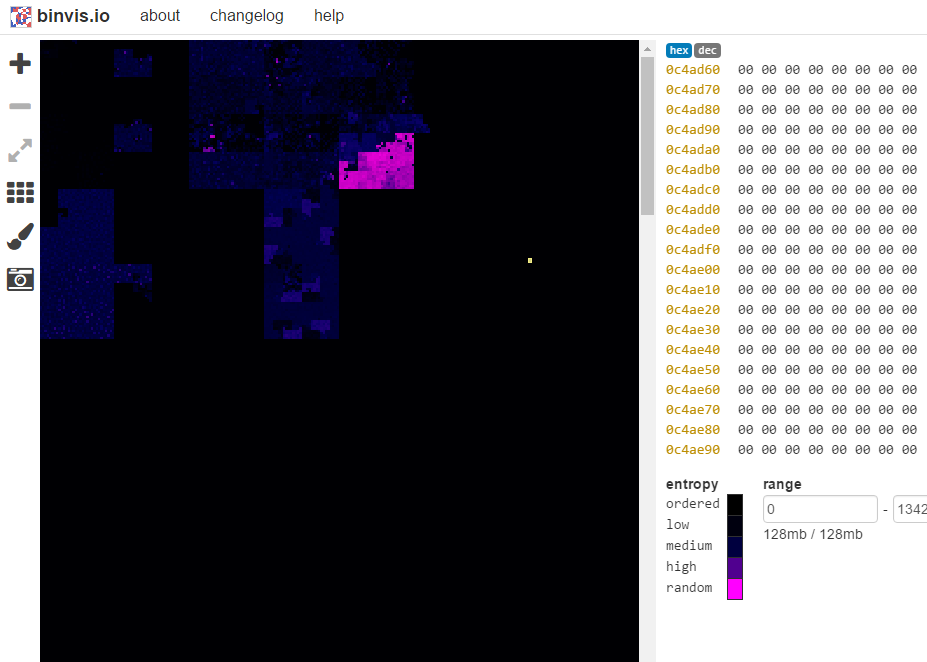 binvis.io about changelog help
hex dec
0c4ad60 00 00 00 00 00 00 00 00
0c4ad70 00 00 00 00 00 00 00 00
0c4ad80 00 00 00 00 00 00 00 00
0c4ad90 00 00 00 00 00 00 00 00
0c4ada0 00 00 00 00 00 00 00 00
0c4adb0 00 00 00 00 00 00 00 00
0c4adc0 00 00 00 00 00 00 00 00
0c4add0 00 00 00 00 00 00 00 00
0c4ade0 00 00 00 00 00 00 00 00
0c4adf0 00 00 00 00 00 00 00 00
0c4ae00 00 00 00 00 00 00 00 00
0c4ae10 00 00 00 00 00 00 00 00
0c4ae20 00 00 00 00 00 00 00 00
0c4ae30 00 00 00 00 00 00 00 00
0c4ae40 00 00 00 00 00 00 00 00
0c4ae50 00 00 00 00 00 00 00 00
0c4ae60 00 00 00 00 00 00 00 00
0c4ae70 00 00 00 00 00 00 00 00
0c4ae80 00 00 00 00 00 00 00 00
0c4ae90 00 00 00 00 00 00 00 00
entropy range
ordered 0 - 1342
low
128mb / 128mb
medium
high
random